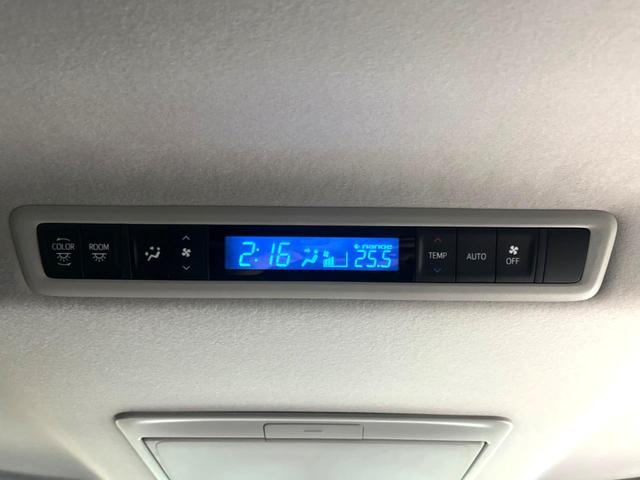 COLOR
ROOM
2:16
nanoe
25.5
TEMP
AUTO
OFF